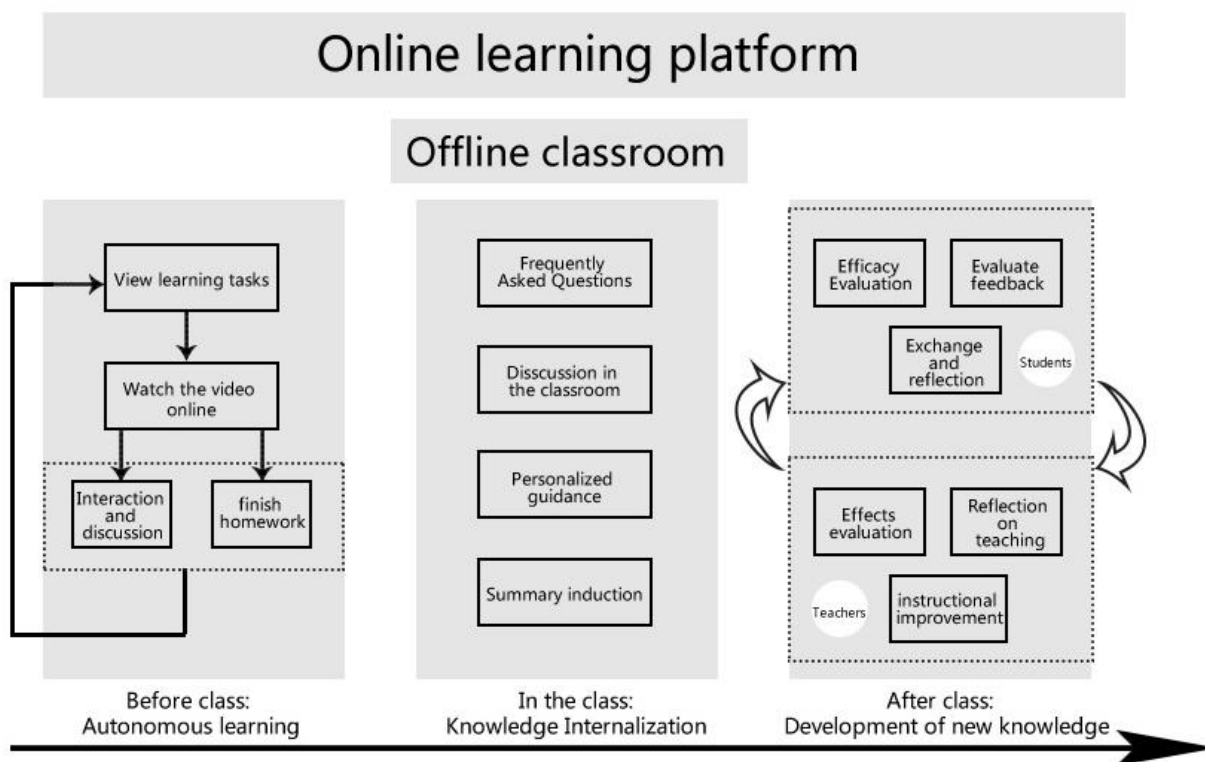 Online learning platform
Offline classroom
View learning tasks
Watch the video
online
Interaction
and
discussion
finish
homework
Before class:
Autonomous learning
Frequently
Asked Questions
Disscussion in
the classroom
Personalized
guidance
Summary induction
In the class:
Knowledge Internalization
Efficacy
Evaluation
Evaluate
feedback
Exchange
and
reflection
Students
Effects
evaluation
Reflection
on
teaching
Teachers
instructional
improvement
After class:
Development of new knowledge